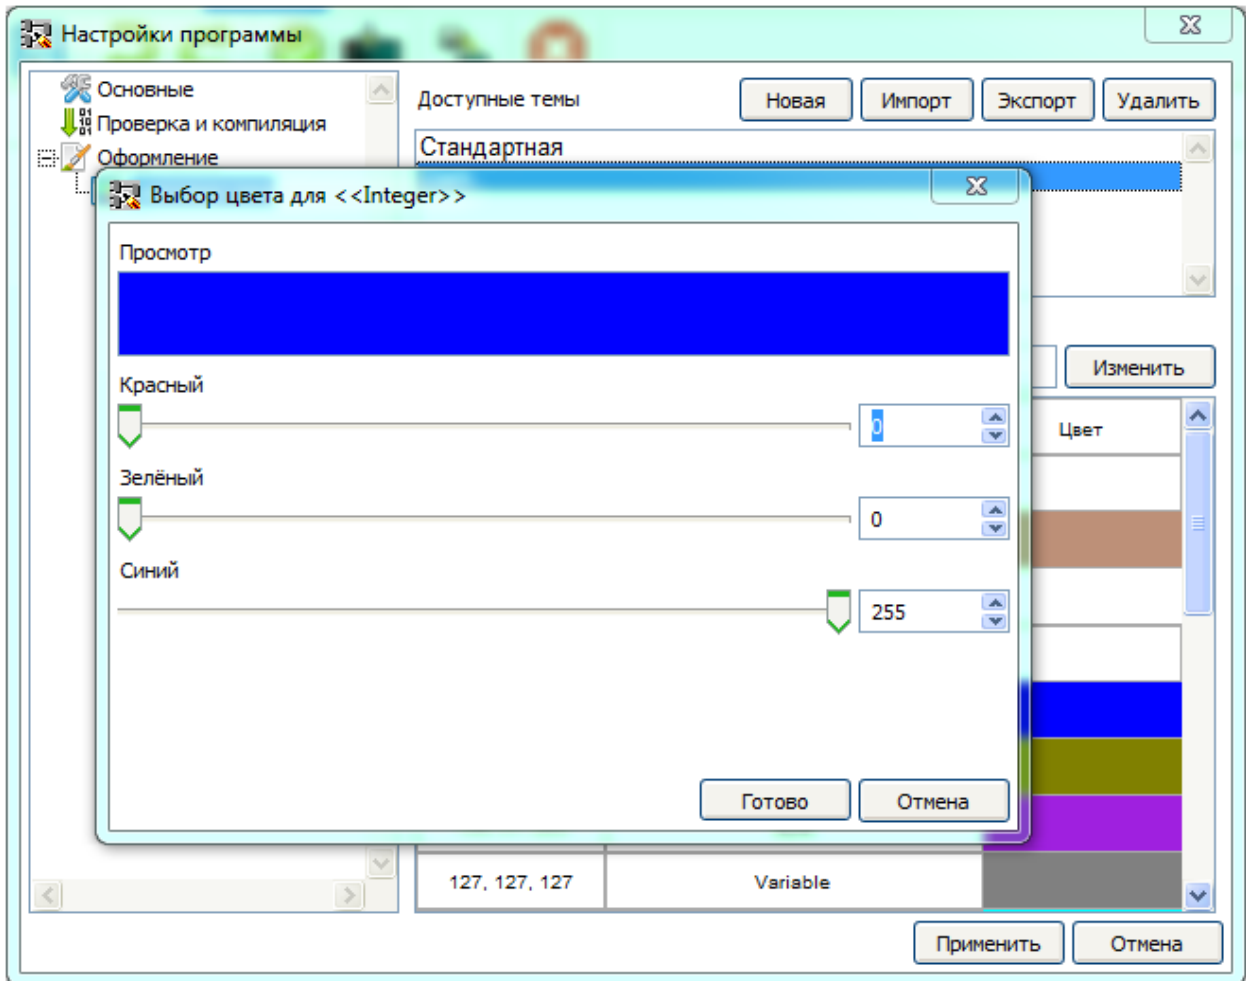 Настройки программы
Основные
Проверка и компиляция
Оформление
Доступные темы
Новая
Импорт
Экспорт
Удалить
Стандартная
Выбор цвета для <<Integer>>
Просмотр
Изменить
Красный
0
Цвет
Зелёный
0
Синий
255
Готово
Отмена
127, 127, 127
Variable
Применить
Отмена